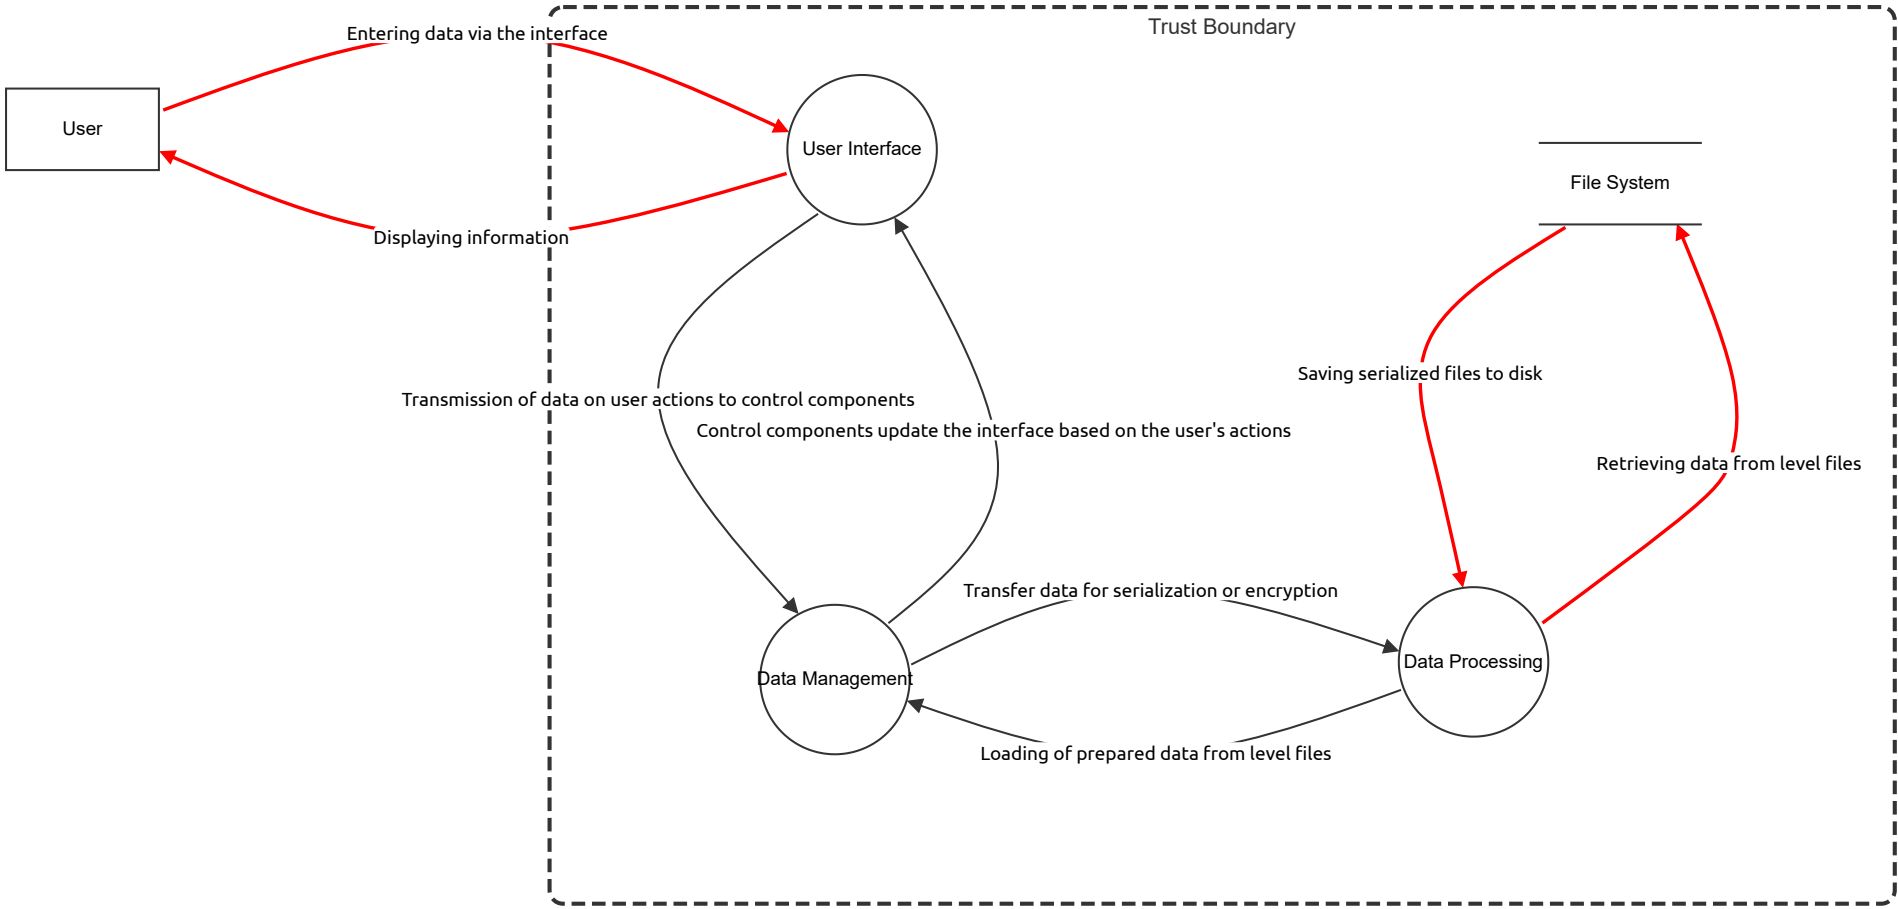 Trust Boundary
Entering data via the interface
User
User Interface
File System
Displaying information
Saving serialized files to disk
Transmission of data on user actions to control components
Control components update the interface based on the user's actions
Retrieving data from level files
Transfer data for serialization or encryption
Data Processing
Data Management
Loading of prepared data from level files